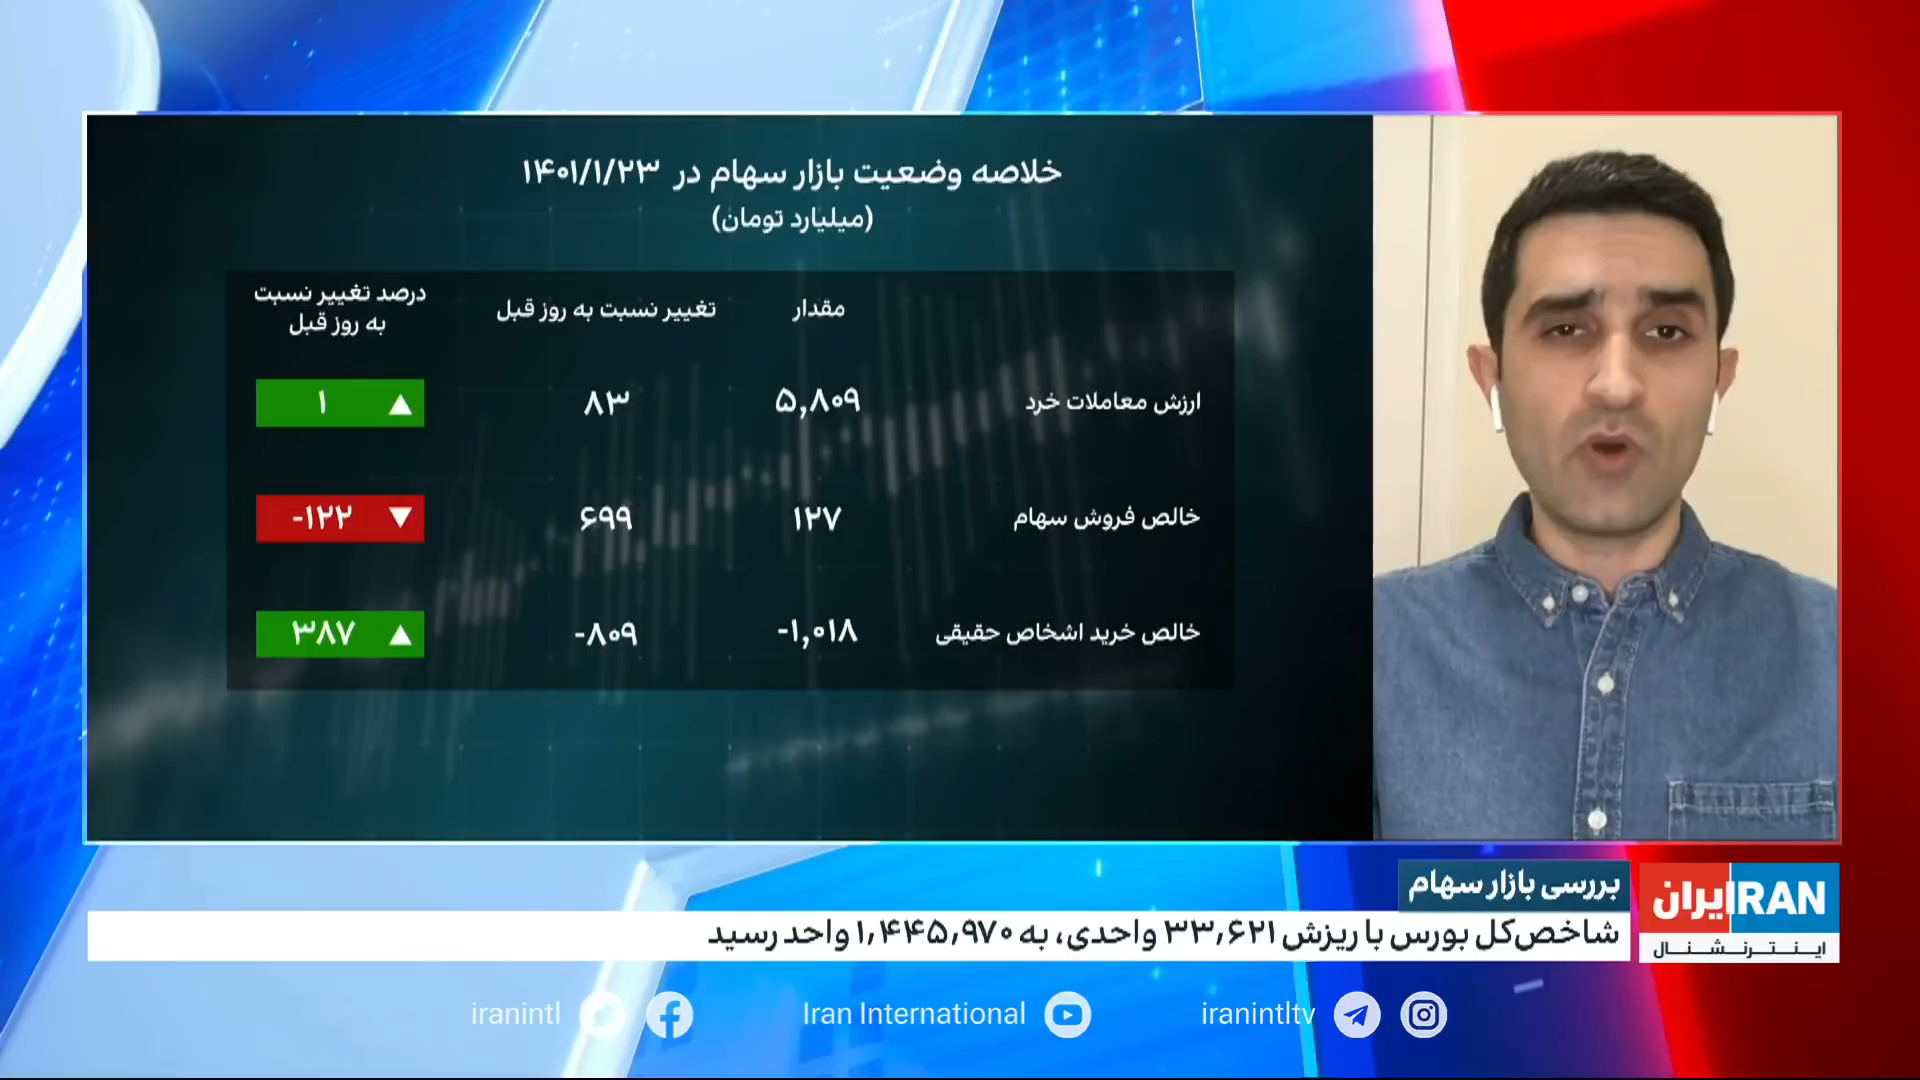 خلاصه وضعیت بازار سهام در ۱۴۰۱/۱/۲۳
(میلیارد تومان)
مقدار
تغییر نسبت به روز قبل
درصد تغییر نسبت
به روز قبل
ارزش معاملات خرد
۵,۸۰۹
۸۳
▲ ۱
خالص فروش سهام
۱۲۷
۶۹۹
▼ -۱۲۲
خالص خرید اشخاص حقیقی
-۱,۰۱۸
-۸۰۹
▲ ۳۸۷
بررسی بازار سهام
شاخص‌کل بورس با ریزش ۳۳,۶۲۱ واحدی، به ۱,۴۴۵,۹۷۰ واحد رسید
ایران IRAN
اینترنشنال
iranintl
Iran International
iranintltv